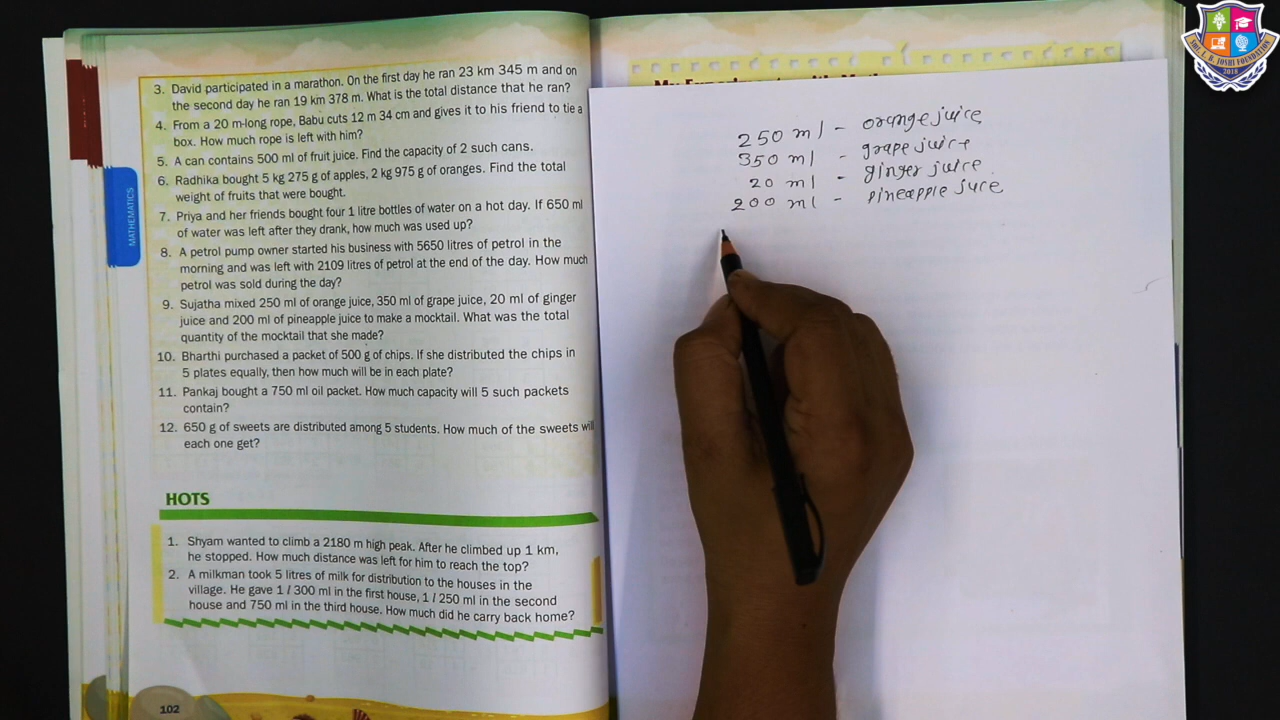 3. David participated in a marathon. On the first day he ran 23 km 345 m and on
the second day he ran 19 km 378 m. What is the total distance that he ran?
4. From a 20 m-long rope, Babu cuts 12 m 34 cm and gives it to his friend to tie a
box. How much rope is left with him?
5. A can contains 500 ml of fruit juice. Find the capacity of 2 such cans.
6. Radhika bought 5 kg 275 g of apples, 2 kg 975 g of oranges. Find the total
weight of fruits that were bought.
7. Priya and her friends bought four 1 litre bottles of water on a hot day. If 650 ml
of water was left after they drank, how much was used up?
8. A petrol pump owner started his business with 5650 litres of petrol in the
morning and was left with 2109 litres of petrol at the end of the day. How much
petrol was sold during the day?
9. Sujatha mixed 250 ml of orange juice, 350 ml of grape juice, 20 ml of ginger
juice and 200 ml of pineapple juice to make a mocktail. What was the total
quantity of the mocktail that she made?
10. Bharthi purchased a packet of 500 g of chips. If she distributed the chips in
5 plates equally, then how much will be in each plate?
11. Pankaj bought a 750 ml oil packet. How much capacity will 5 such packets
contain?
12. 650 g of sweets are distributed among 5 students. How much of the sweets will
each one get?
HOTS
1. Shyam wanted to climb a 2180 m high peak. After he climbed up 1 km,
he stopped. How much distance was left for him to reach the top?
2. A milkman took 5 litres of milk for distribution to the houses in the
village. He gave 1 l 300 ml in the first house, 1 l 250 ml in the second
house and 750 ml in the third house. How much did he carry back home?
102
MATHEMATICS
250 ml - orange juice
350 ml - grape juice
20 ml - ginger juice
200 ml - pineapple juce
JOSHI FOUNDATION
2018